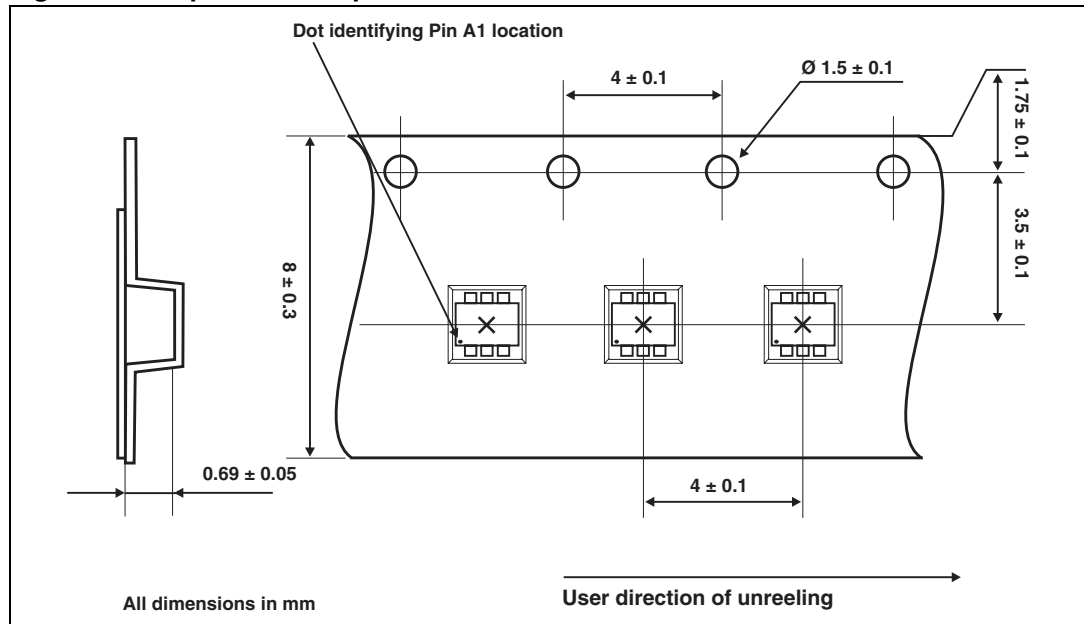 Dot identifying Pin A1 location
4 ± 0.1
Ø 1.5 ± 0.1
1.75 ± 0.1
3.5 ± 0.1
8 ± 0.3
0.69 ± 0.05
4 ± 0.1
All dimensions in mm
User direction of unreeling